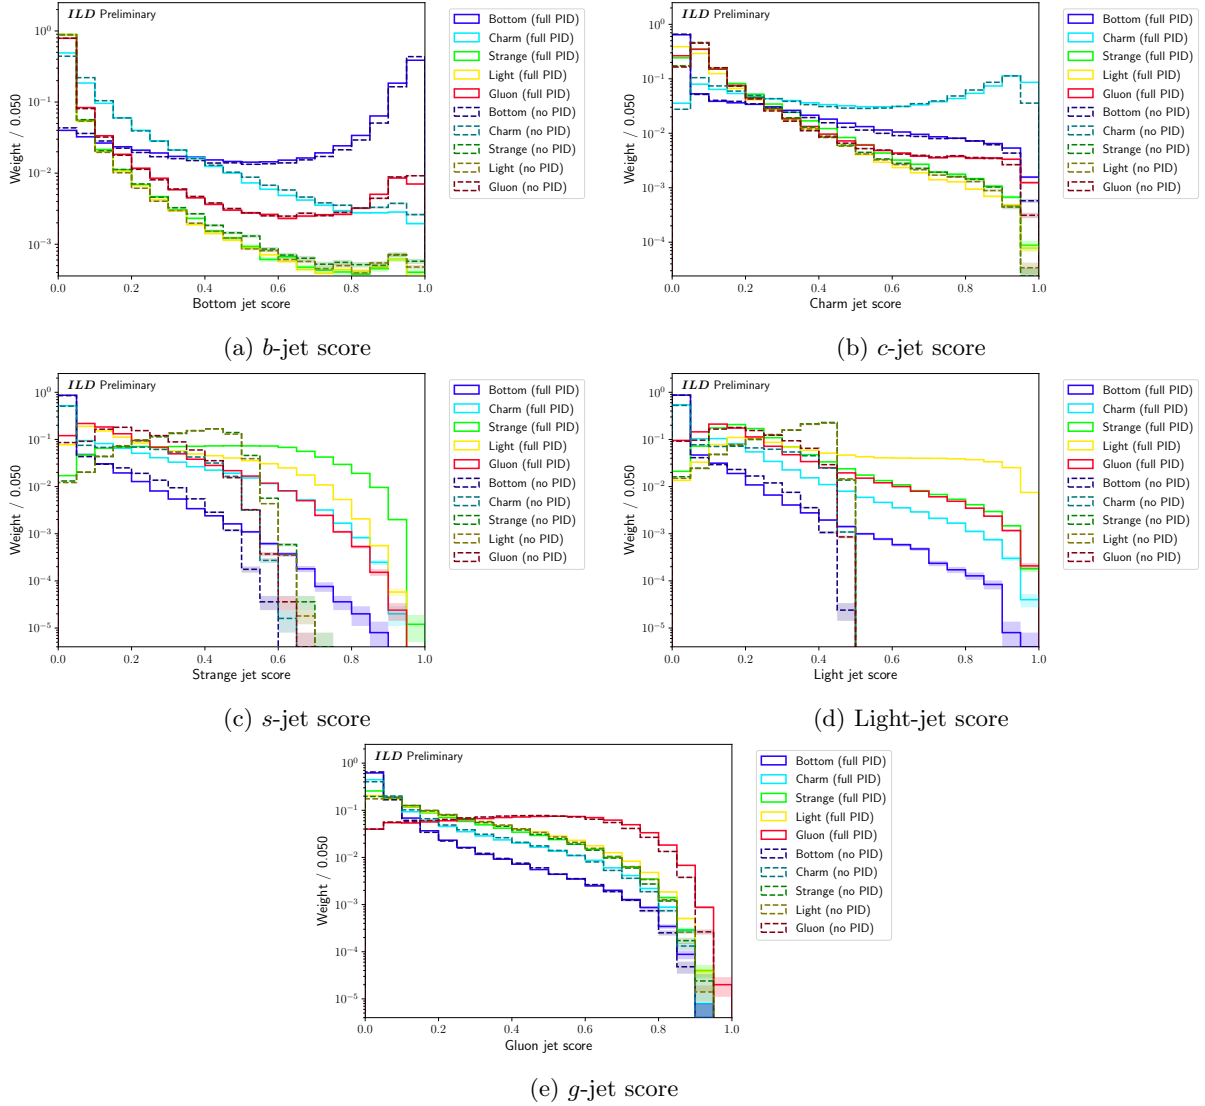 ILD Preliminary
Weight / 0.050
10⁰
10⁻¹
10⁻²
10⁻³
0.0 0.2 0.4 0.6 0.8 1.0
Bottom jet score
Bottom (full PID)
Charm (full PID)
Strange (full PID)
Light (full PID)
Gluon (full PID)
Bottom (no PID)
Charm (no PID)
Strange (no PID)
Light (no PID)
Gluon (no PID)
(a) b-jet score
ILD Preliminary
Weight / 0.050
10⁰
10⁻¹
10⁻²
10⁻³
10⁻⁴
0.0 0.2 0.4 0.6 0.8 1.0
Charm jet score
Bottom (full PID)
Charm (full PID)
Strange (full PID)
Light (full PID)
Gluon (full PID)
Bottom (no PID)
Charm (no PID)
Strange (no PID)
Light (no PID)
Gluon (no PID)
(b) c-jet score
ILD Preliminary
Weight / 0.050
10⁰
10⁻¹
10⁻²
10⁻³
10⁻⁴
10⁻⁵
0.0 0.2 0.4 0.6 0.8 1.0
Strange jet score
Bottom (full PID)
Charm (full PID)
Strange (full PID)
Light (full PID)
Gluon (full PID)
Bottom (no PID)
Charm (no PID)
Strange (no PID)
Light (no PID)
Gluon (no PID)
(c) s-jet score
ILD Preliminary
Weight / 0.050
10⁰
10⁻¹
10⁻²
10⁻³
10⁻⁴
10⁻⁵
0.0 0.2 0.4 0.6 0.8 1.0
Light jet score
Bottom (full PID)
Charm (full PID)
Strange (full PID)
Light (full PID)
Gluon (full PID)
Bottom (no PID)
Charm (no PID)
Strange (no PID)
Light (no PID)
Gluon (no PID)
(d) Light-jet score
ILD Preliminary
Weight / 0.050
10⁰
10⁻¹
10⁻²
10⁻³
10⁻⁴
10⁻⁵
0.0 0.2 0.4 0.6 0.8 1.0
Gluon jet score
Bottom (full PID)
Charm (full PID)
Strange (full PID)
Light (full PID)
Gluon (full PID)
Bottom (no PID)
Charm (no PID)
Strange (no PID)
Light (no PID)
Gluon (no PID)
(e) g-jet score